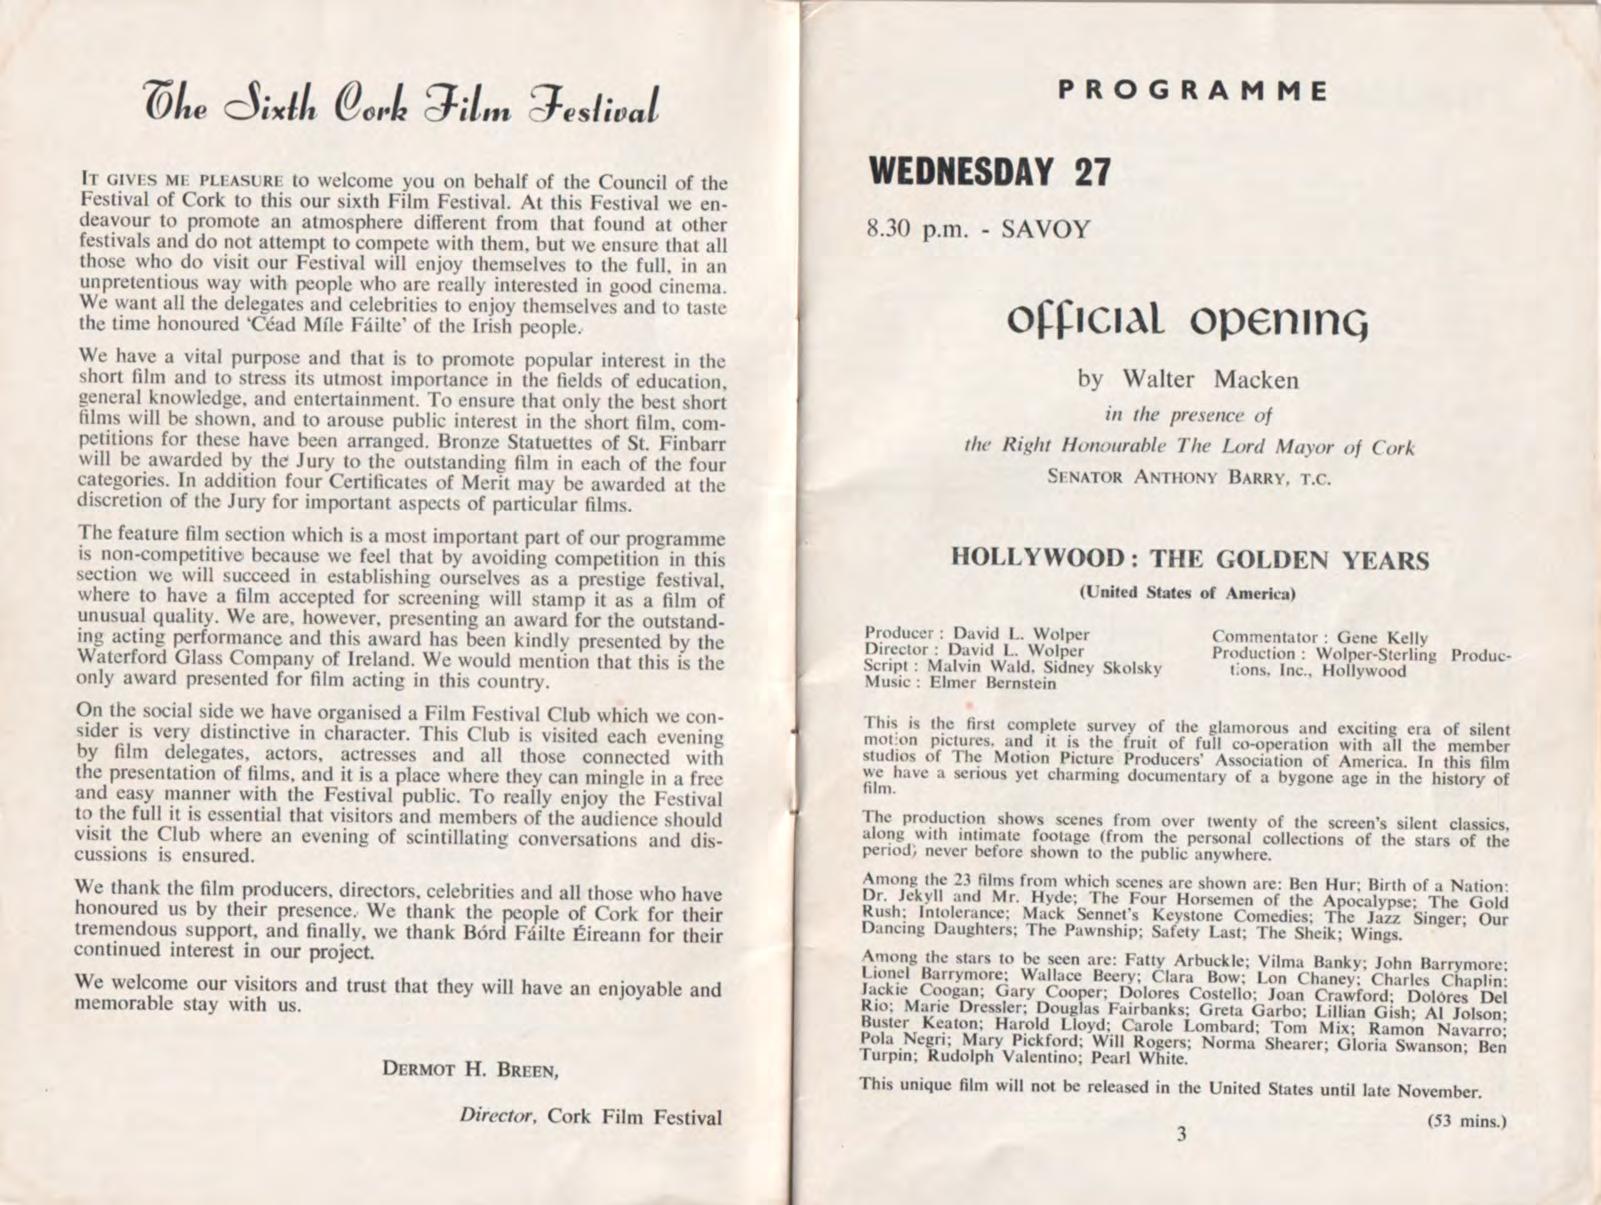 The Sixth Cork Film Festival
IT GIVES ME PLEASURE to welcome you on behalf of the Council of the
Festival of Cork to this our sixth Film Festival. At this Festival we en-
deavour to promote an atmosphere different from that found at other
festivals and do not attempt to compete with them, but we ensure that all
those who do visit our Festival will enjoy themselves to the full, in an
unpretentious way with people who are really interested in good cinema.
We want all the delegates and celebrities to enjoy themselves and to taste
the time honoured 'Céad Míle Fáilte' of the Irish people.
We have a vital purpose and that is to promote popular interest in the
short film and to stress its utmost importance in the fields of education,
general knowledge, and entertainment. To ensure that only the best short
films will be shown, and to arouse public interest in the short film, com-
petitions for these have been arranged. Bronze Statuettes of St. Finbarr
will be awarded by the Jury to the outstanding film in each of the four
categories. In addition four Certificates of Merit may be awarded at the
discretion of the Jury for important aspects of particular films.
The feature film section which is a most important part of our programme
is non-competitive because we feel that by avoiding competition in this
section we will succeed in establishing ourselves as a prestige festival,
where to have a film accepted for screening will stamp it as a film of
unusual quality. We are, however, presenting an award for the outstand-
ing acting performance and this award has been kindly presented by the
Waterford Glass Company of Ireland. We would mention that this is the
only award presented for film acting in this country.
On the social side we have organised a Film Festival Club which we con-
sider is very distinctive in character. This Club is visited each evening
by film delegates, actors, actresses and all those connected with
the presentation of films, and it is a place where they can mingle in a free
and easy manner with the Festival public. To really enjoy the Festival
to the full it is essential that visitors and members of the audience should
visit the Club where an evening of scintillating conversations and dis-
cussions is ensured.
We thank the film producers, directors, celebrities and all those who have
honoured us by their presence. We thank the people of Cork for their
tremendous support, and finally, we thank Bórd Fáilte Éireann for their
continued interest in our project.
We welcome our visitors and trust that they will have an enjoyable and
memorable stay with us.
DERMOT H. BREEN,
Director, Cork Film Festival
PROGRAMME
WEDNESDAY 27
8.30 p.m. - SAVOY
official opening
by Walter Macken
in the presence of
the Right Honourable The Lord Mayor of Cork
SENATOR ANTHONY BARRY, T.C.
HOLLYWOOD: THE GOLDEN YEARS
(United States of America)
Producer : David L. Wolper
Director : David L. Wolper
Script : Malvin Wald, Sidney Skolsky
Music : Elmer Bernstein
Commentator : Gene Kelly
Production : Wolper-Sterling Produc-
tions, Inc., Hollywood
This is the first complete survey of the glamorous and exciting era of silent
motion pictures, and it is the fruit of full co-operation with all the member
studios of The Motion Picture Producers' Association of America. In this film
we have a serious yet charming documentary of a bygone age in the history of
film.
The production shows scenes from over twenty of the screen's silent classics,
along with intimate footage (from the personal collections of the stars of the
period) never before shown to the public anywhere.
Among the 23 films from which scenes are shown are: Ben Hur; Birth of a Nation;
Dr. Jekyll and Mr. Hyde; The Four Horsemen of the Apocalypse; The Gold
Rush; Intolerance; Mack Sennet's Keystone Comedies; The Jazz Singer; Our
Dancing Daughters; The Pawnship; Safety Last; The Sheik; Wings.
Among the stars to be seen are: Fatty Arbuckle; Vilma Banky; John Barrymore;
Lionel Barrymore; Wallace Beery; Clara Bow; Lon Chaney; Charles Chaplin;
Jackie Coogan; Gary Cooper; Dolores Costello; Joan Crawford; Dolóres Del
Rio; Marie Dressler; Douglas Fairbanks; Greta Garbo; Lillian Gish; Al Jolson;
Buster Keaton; Harold Lloyd; Carole Lombard; Tom Mix; Ramon Navarro;
Pola Negri; Mary Pickford; Will Rogers; Norma Shearer; Gloria Swanson; Ben
Turpin; Rudolph Valentino; Pearl White.
This unique film will not be released in the United States until late November.
(53 mins.)
3